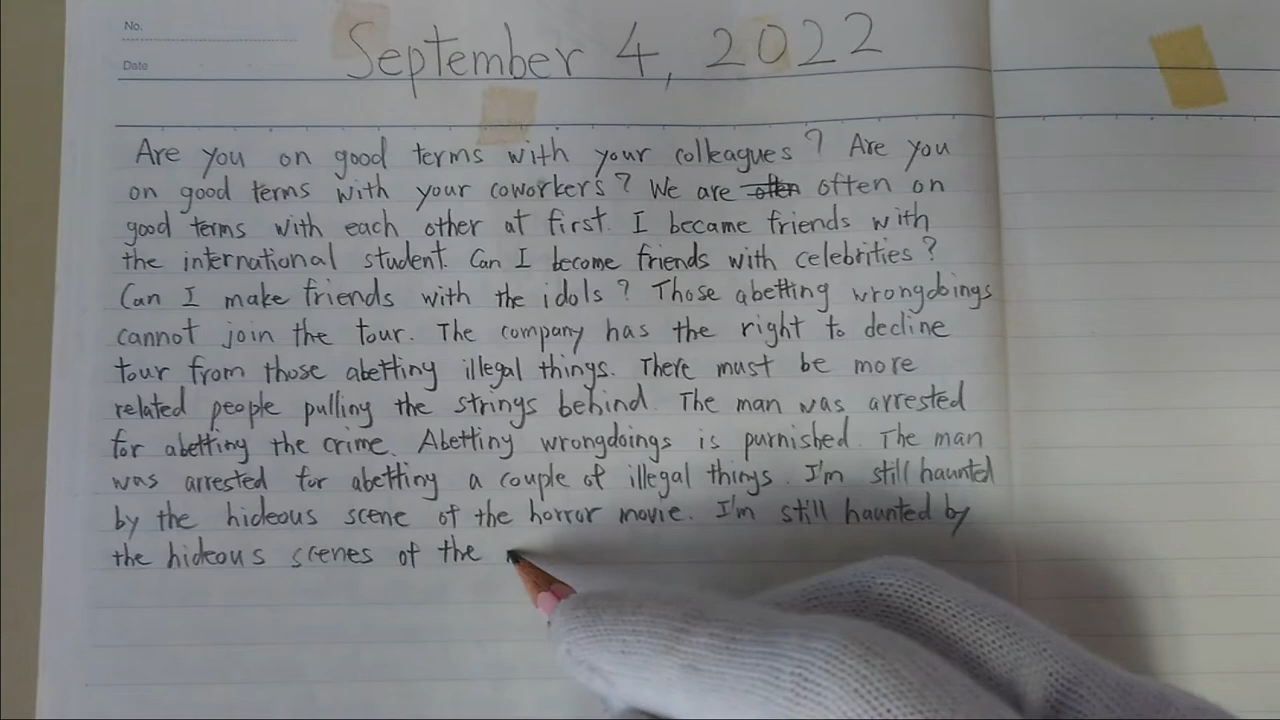 No.
Date
September 4, 2022
Are you on good terms with your colleagues? Are you
on good terms with your coworkers? We are often often on
good terms with each other at first. I became friends with
the international student. Can I become friends with celebrities?
Can I make friends with the idols? Those abetting wrongdoings
cannot join the tour. The company has the right to decline
tour from those abetting illegal things. There must be more
related people pulling the strings behind. The man was arrested
for abetting the crime. Abetting wrongdoings is purnished. The man
was arrested for abetting a couple of illegal things. I'm still haunted
by the hideous scene of the horror movie. I'm still haunted by
the hideous scenes of the